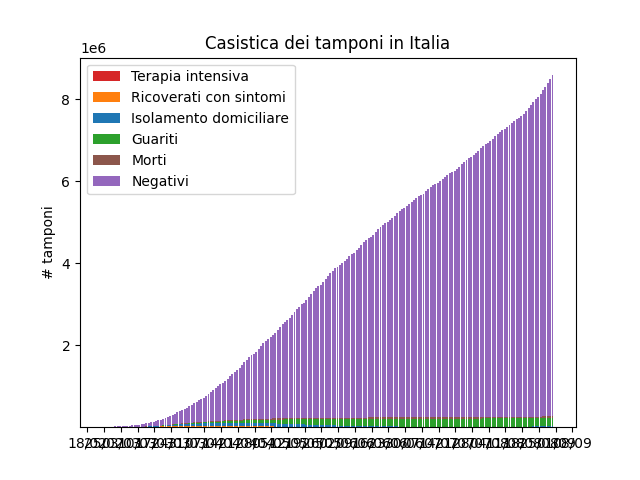 Casistica dei tamponi in Italia
1e6
Terapia intensiva
Ricoverati con sintomi
Isolamento domiciliare
Guariti
Morti
Negativi
8
6
4
2
# tamponi